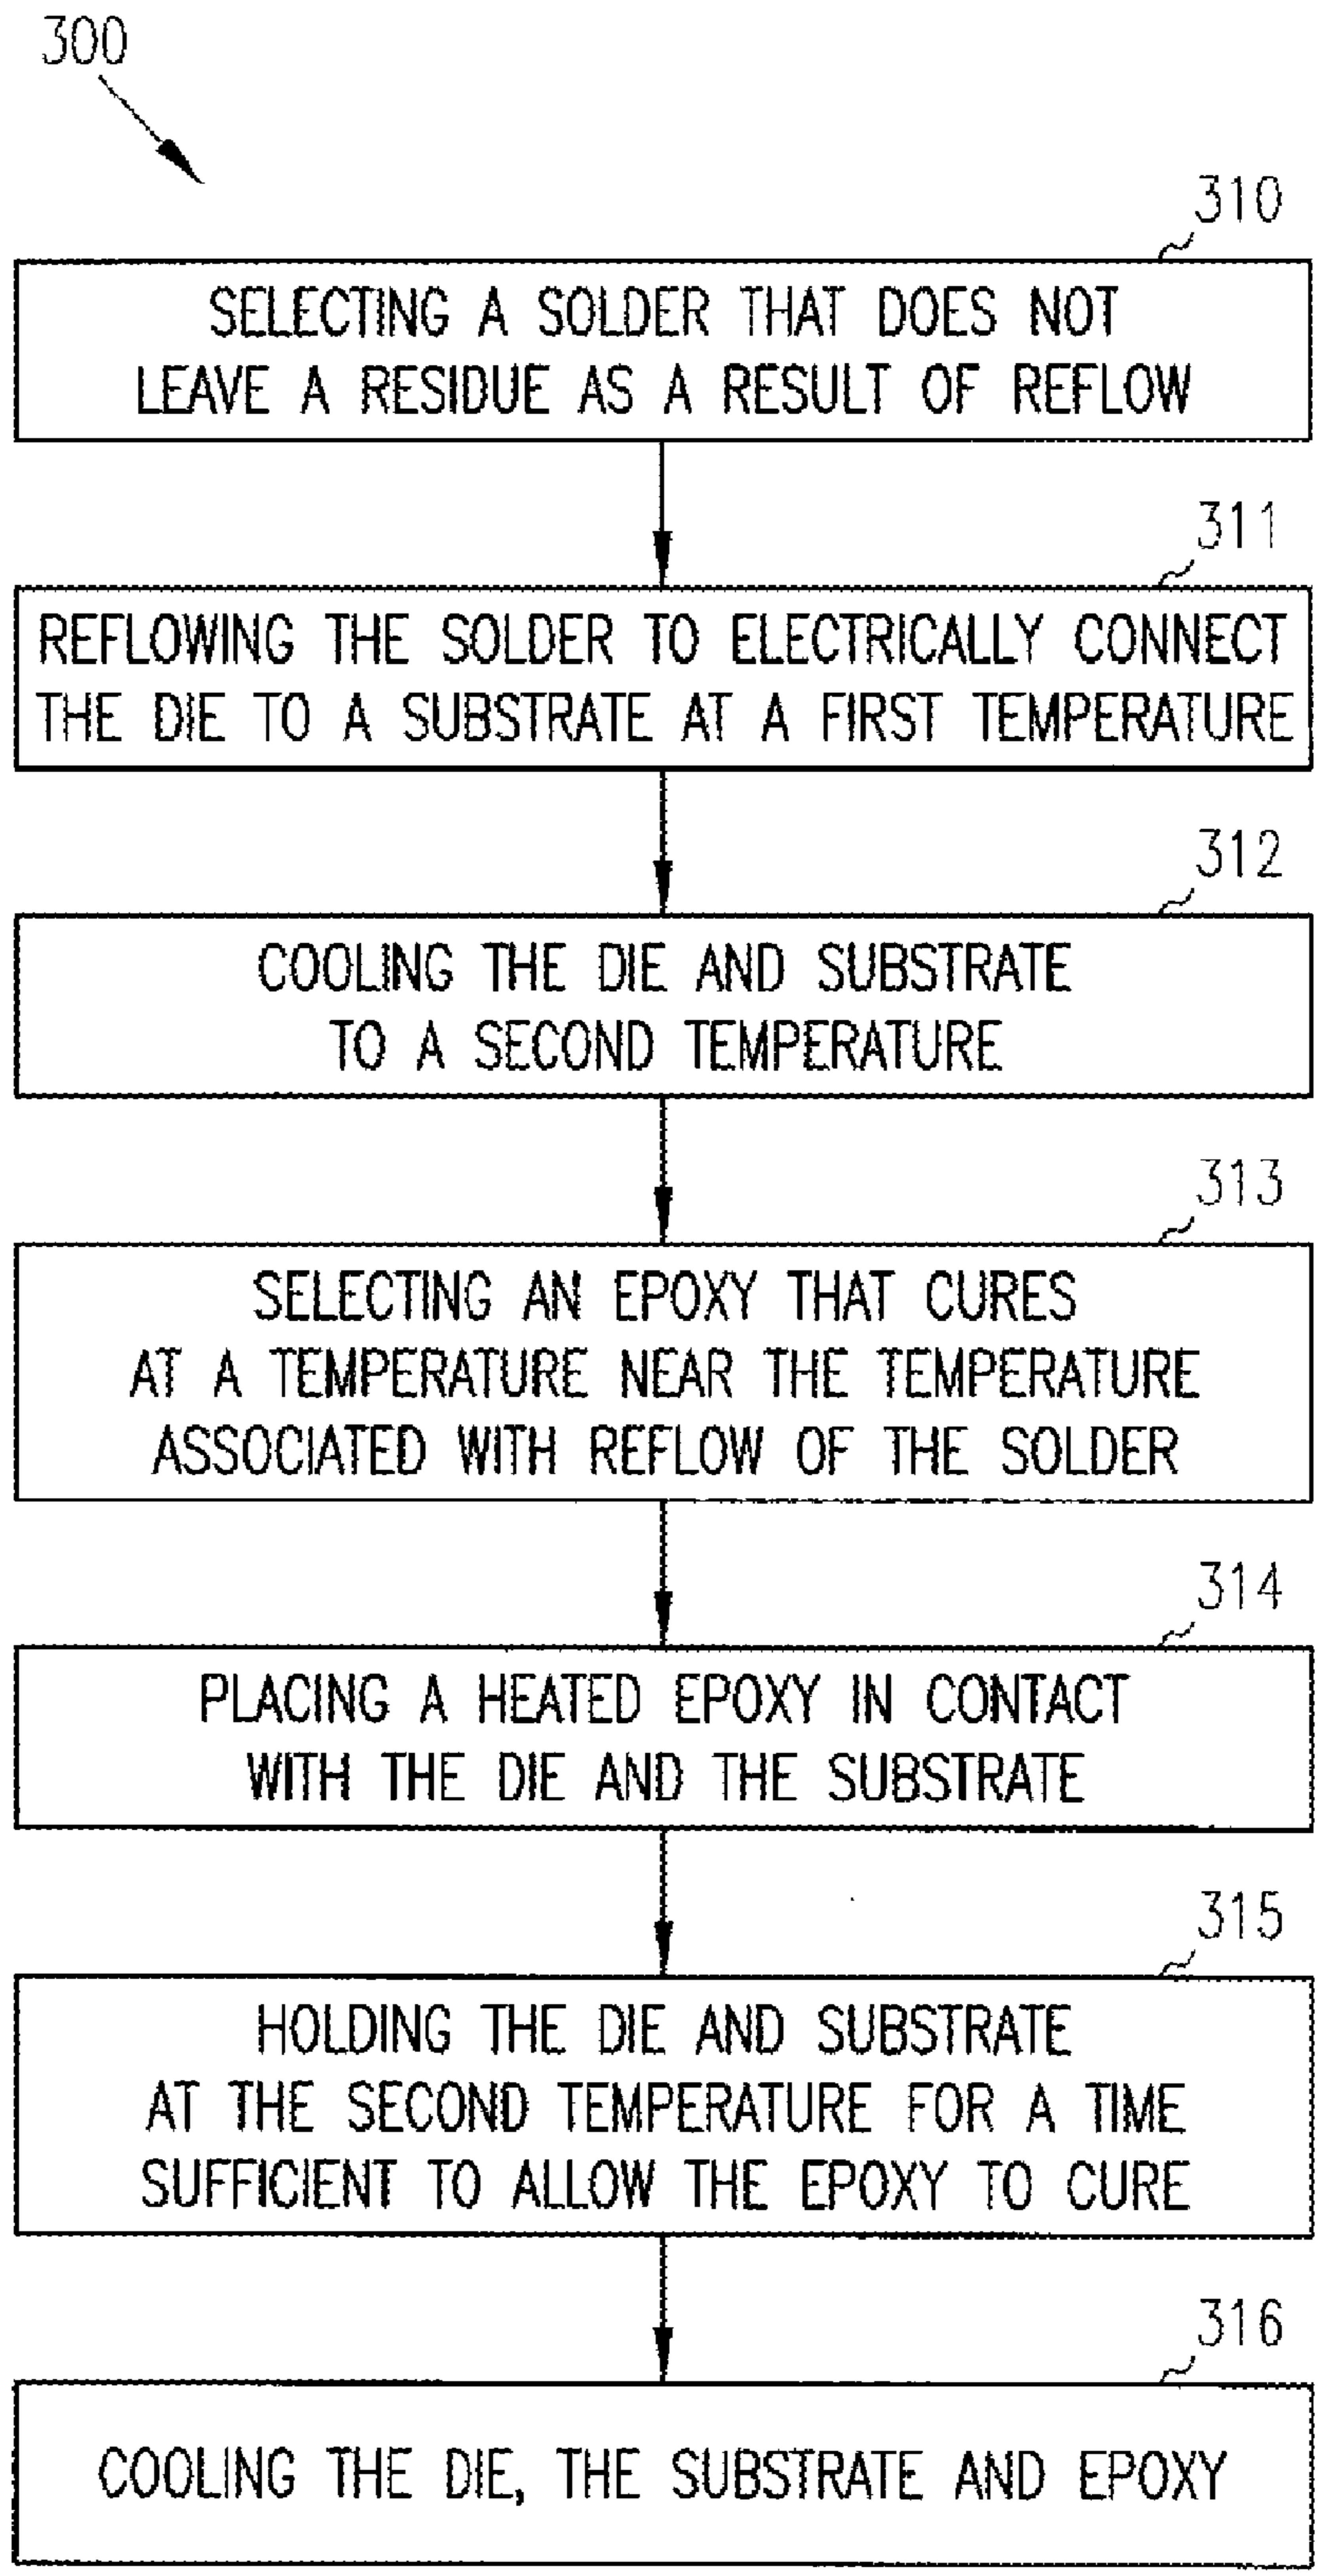 300
310
SELECTING A SOLDER THAT DOES NOT
LEAVE A RESIDUE AS A RESULT OF REFLOW
311
REFLOWING THE SOLDER TO ELECTRICALLY CONNECT
THE DIE TO A SUBSTRATE AT A FIRST TEMPERATURE
312
COOLING THE DIE AND SUBSTRATE
TO A SECOND TEMPERATURE
313
SELECTING AN EPOXY THAT CURES
AT A TEMPERATURE NEAR THE TEMPERATURE
ASSOCIATED WITH REFLOW OF THE SOLDER
314
PLACING A HEATED EPOXY IN CONTACT
WITH THE DIE AND THE SUBSTRATE
315
HOLDING THE DIE AND SUBSTRATE
AT THE SECOND TEMPERATURE FOR A TIME
SUFFICIENT TO ALLOW THE EPOXY TO CURE
316
COOLING THE DIE, THE SUBSTRATE AND EPOXY